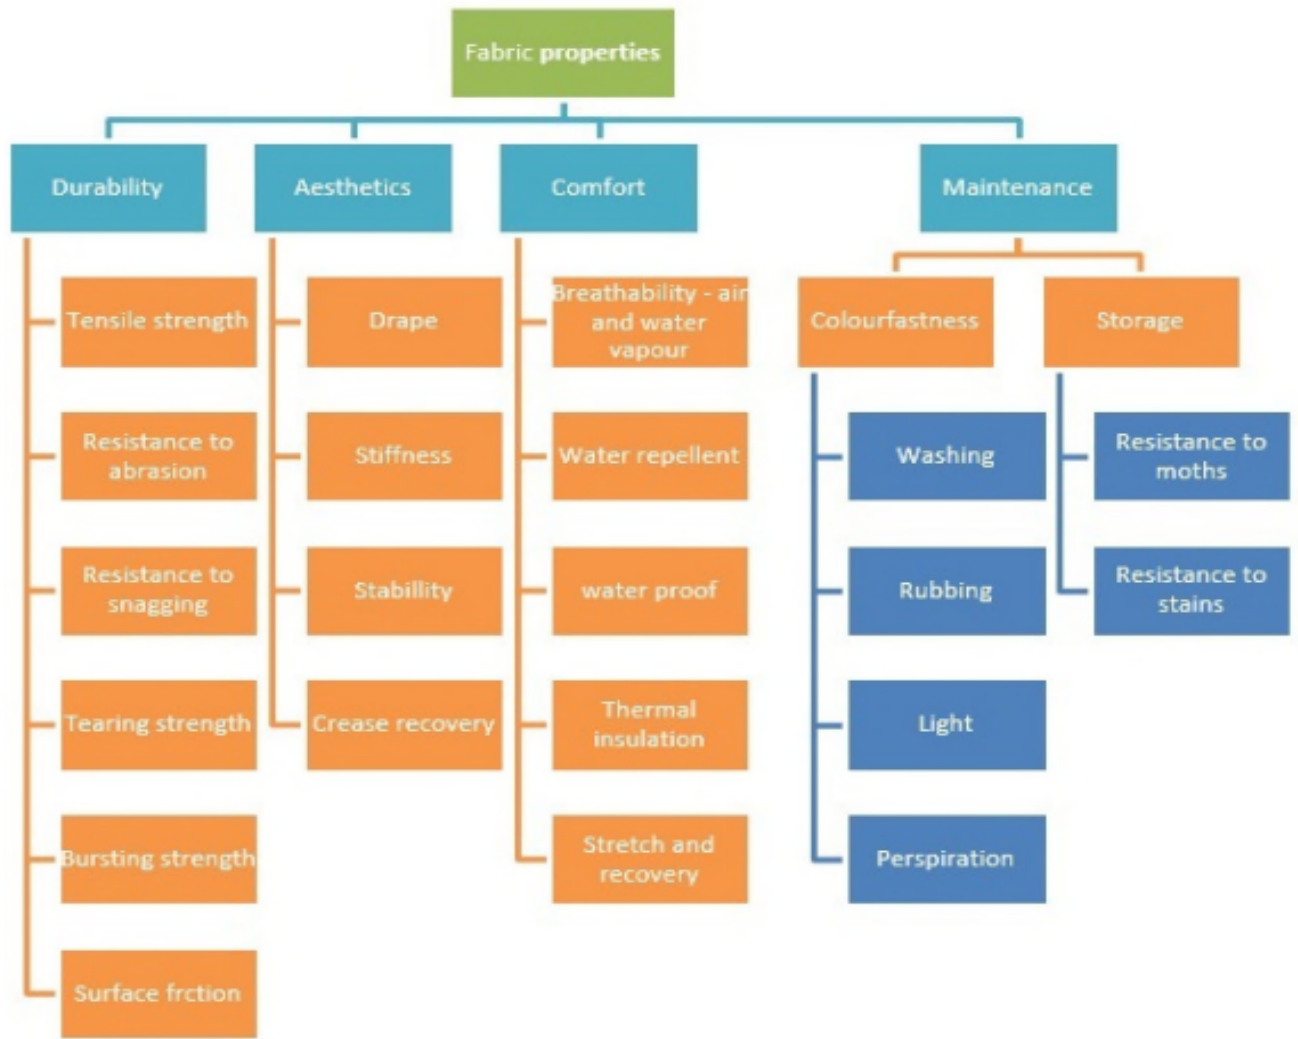 Fabric properties
Durability
Aesthetics
Comfort
Maintenance
Tensile strength
Resistance to
abrasion
Resistance to
snagging
Tearing strength
Bursting strength
Surface frction
Drape
Stiffness
Stabillity
Crease recovery
Breathability - air
and water
vapour
Water repellent
water proof
Thermal
insulation
Stretch and
recovery
Colourfastness
Washing
Rubbing
Light
Perspiration
Storage
Resistance to
moths
Resistance to
stains